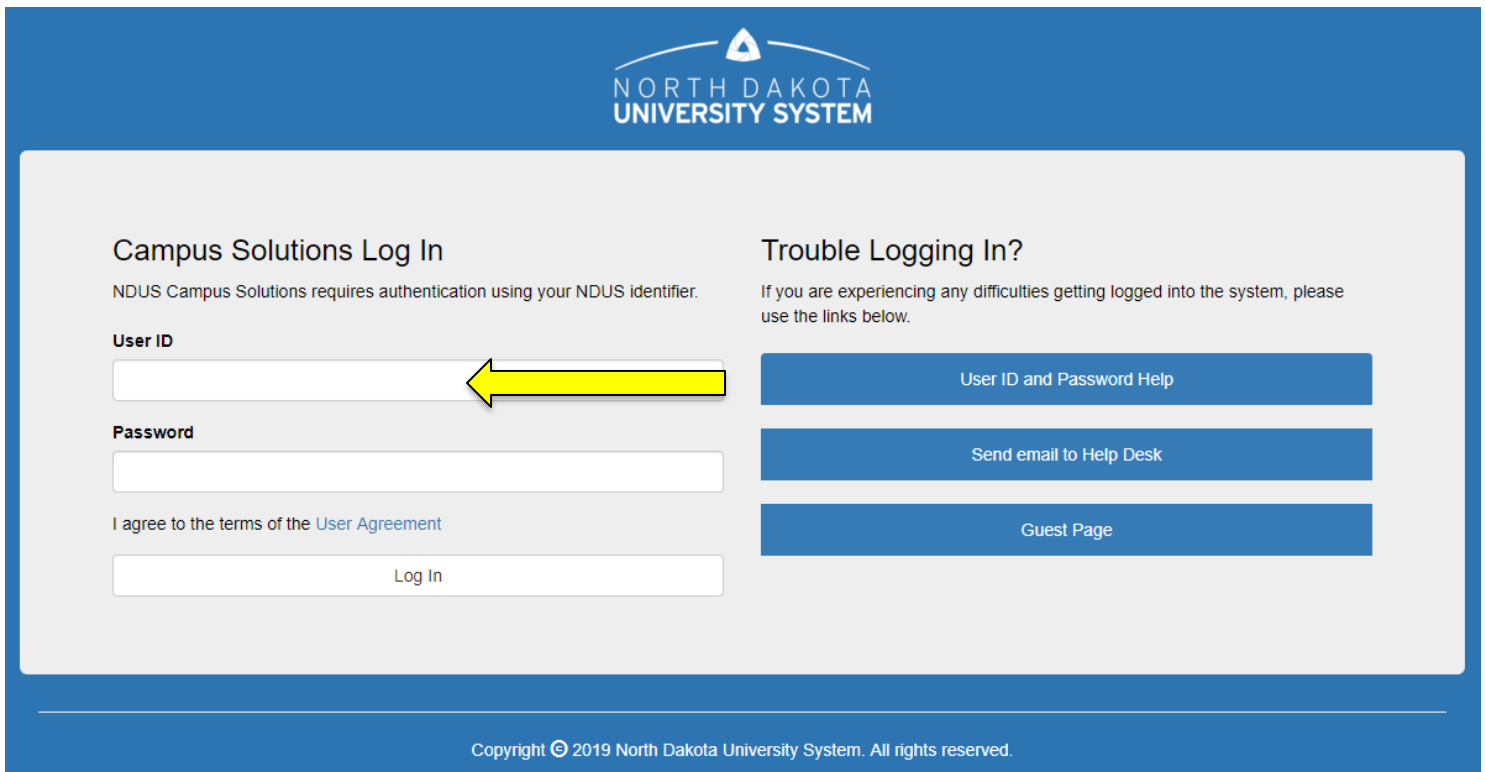 NORTH DAKOTA
UNIVERSITY SYSTEM
Campus Solutions Log In
NDUS Campus Solutions requires authentication using your NDUS identifier.
User ID
Password
I agree to the terms of the User Agreement
Log In
Trouble Logging In?
If you are experiencing any difficulties getting logged into the system, please
use the links below.
User ID and Password Help
Send email to Help Desk
Guest Page
Copyright © 2019 North Dakota University System. All rights reserved.